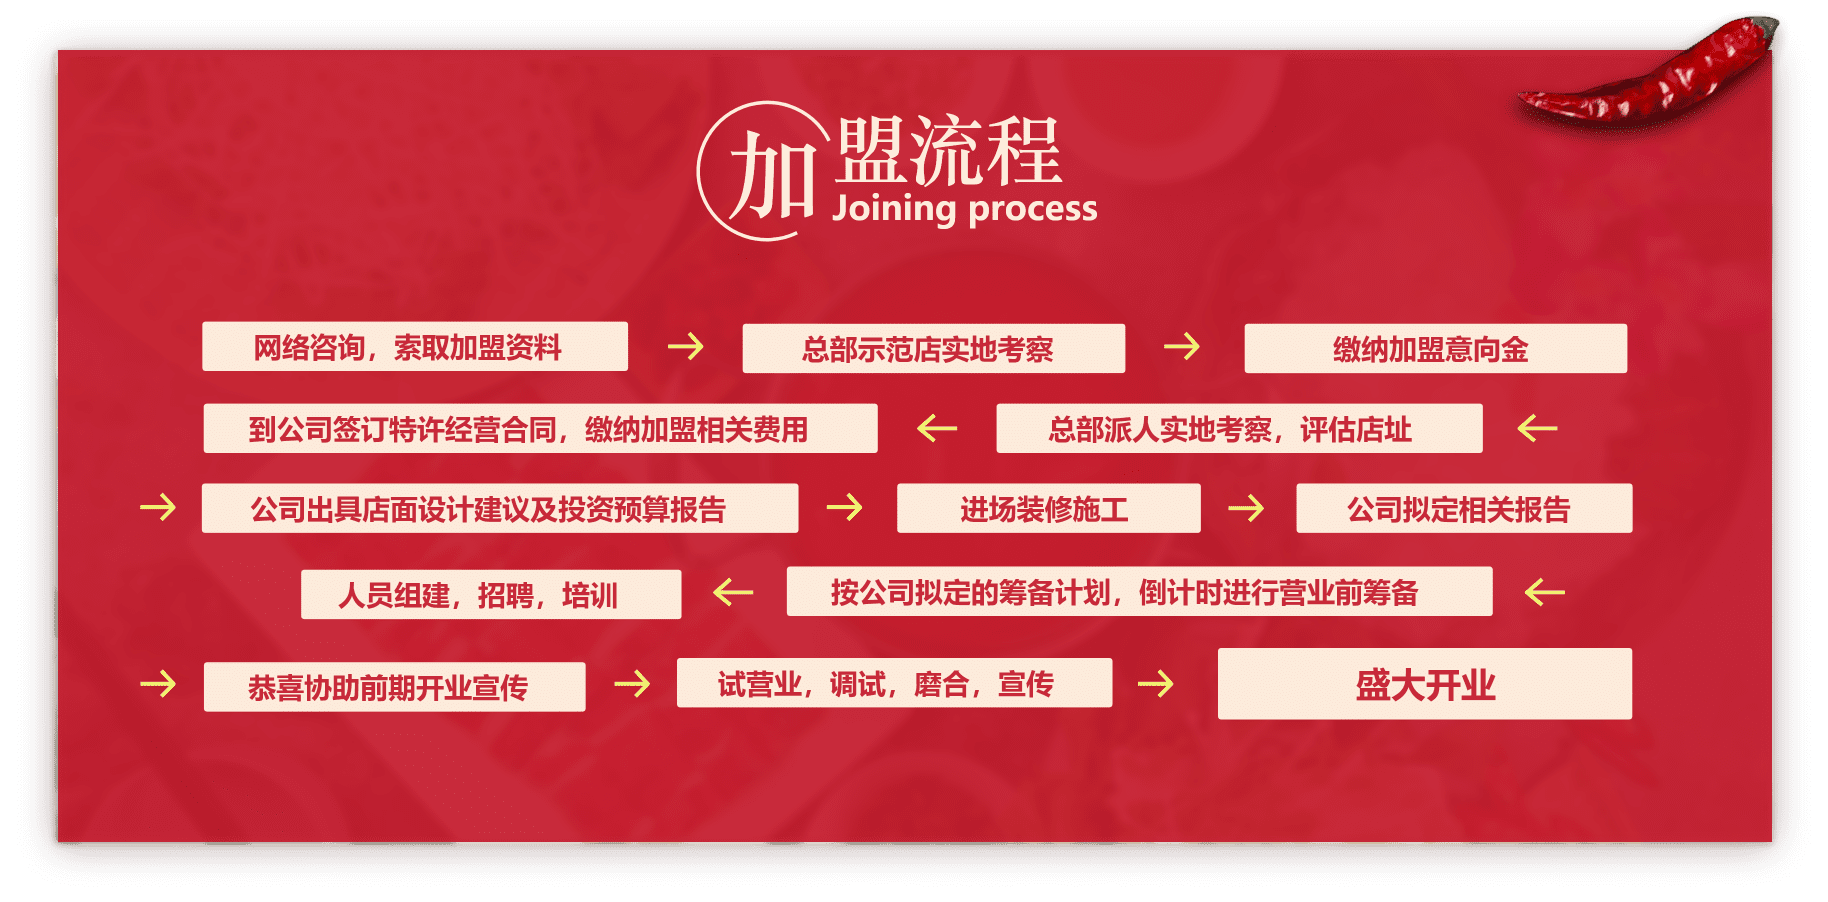 加盟流程
Joining process
网络咨询，索取加盟资料
总部示范店实地考察
缴纳加盟意向金
总部派人实地考察，评估店址
到公司签订特许经营合同，缴纳加盟相关费用
公司出具店面设计建议及投资预算报告
进场装修施工
公司拟定相关报告
按公司拟定的筹备计划，倒计时进行营业前筹备
人员组建，招聘，培训
恭喜协助前期开业宣传
试营业，调试，磨合，宣传
盛大开业